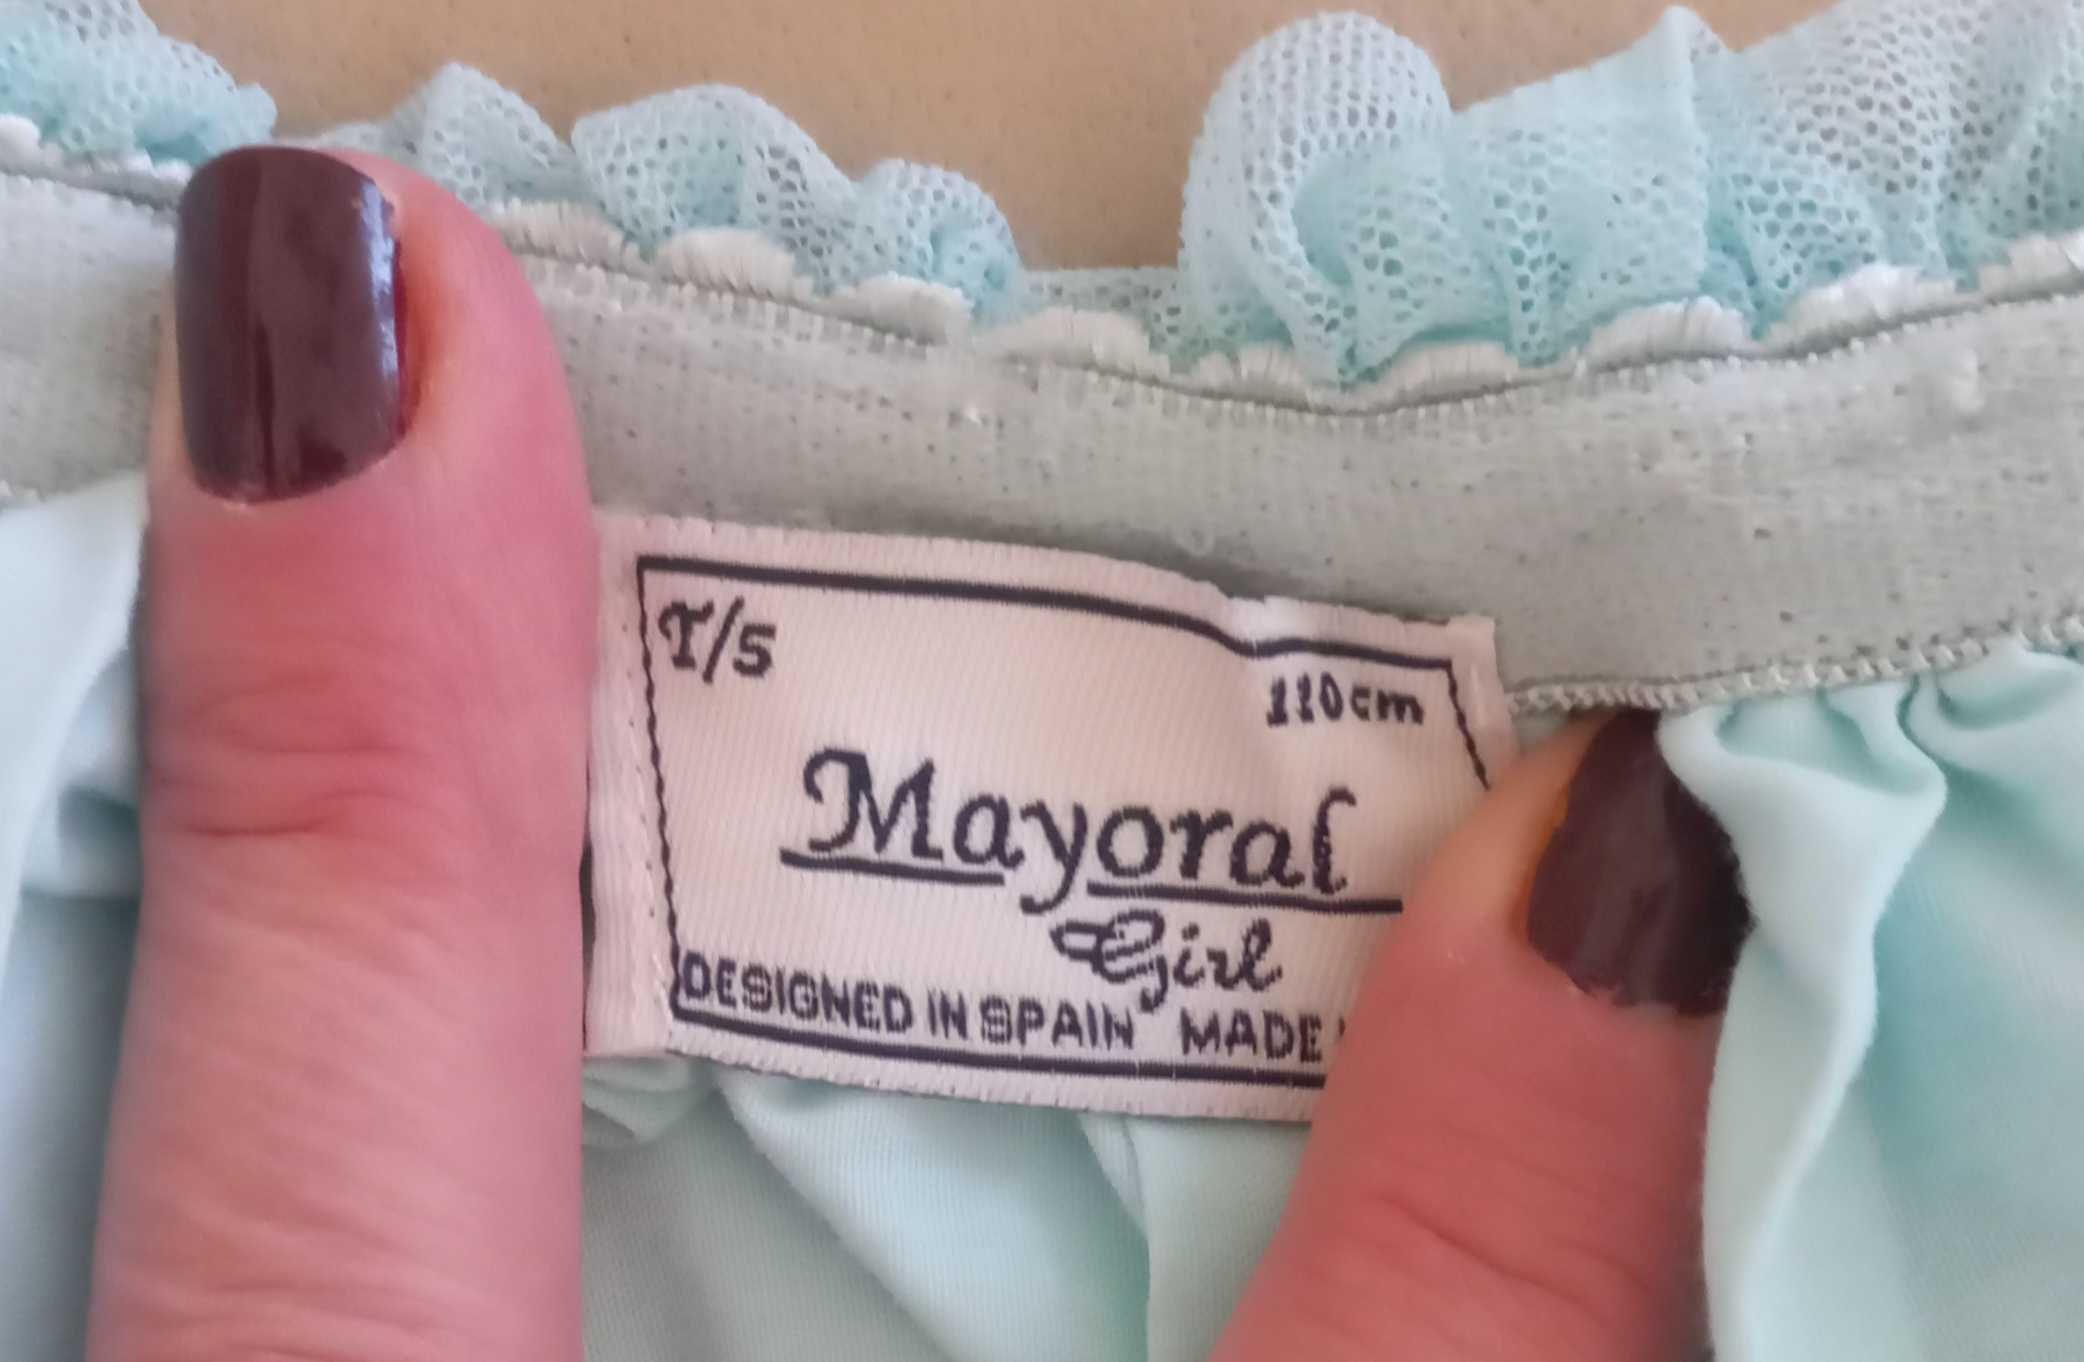 T/5
110cm
Mayoral
Girl
DESIGNED IN SPAIN MADE